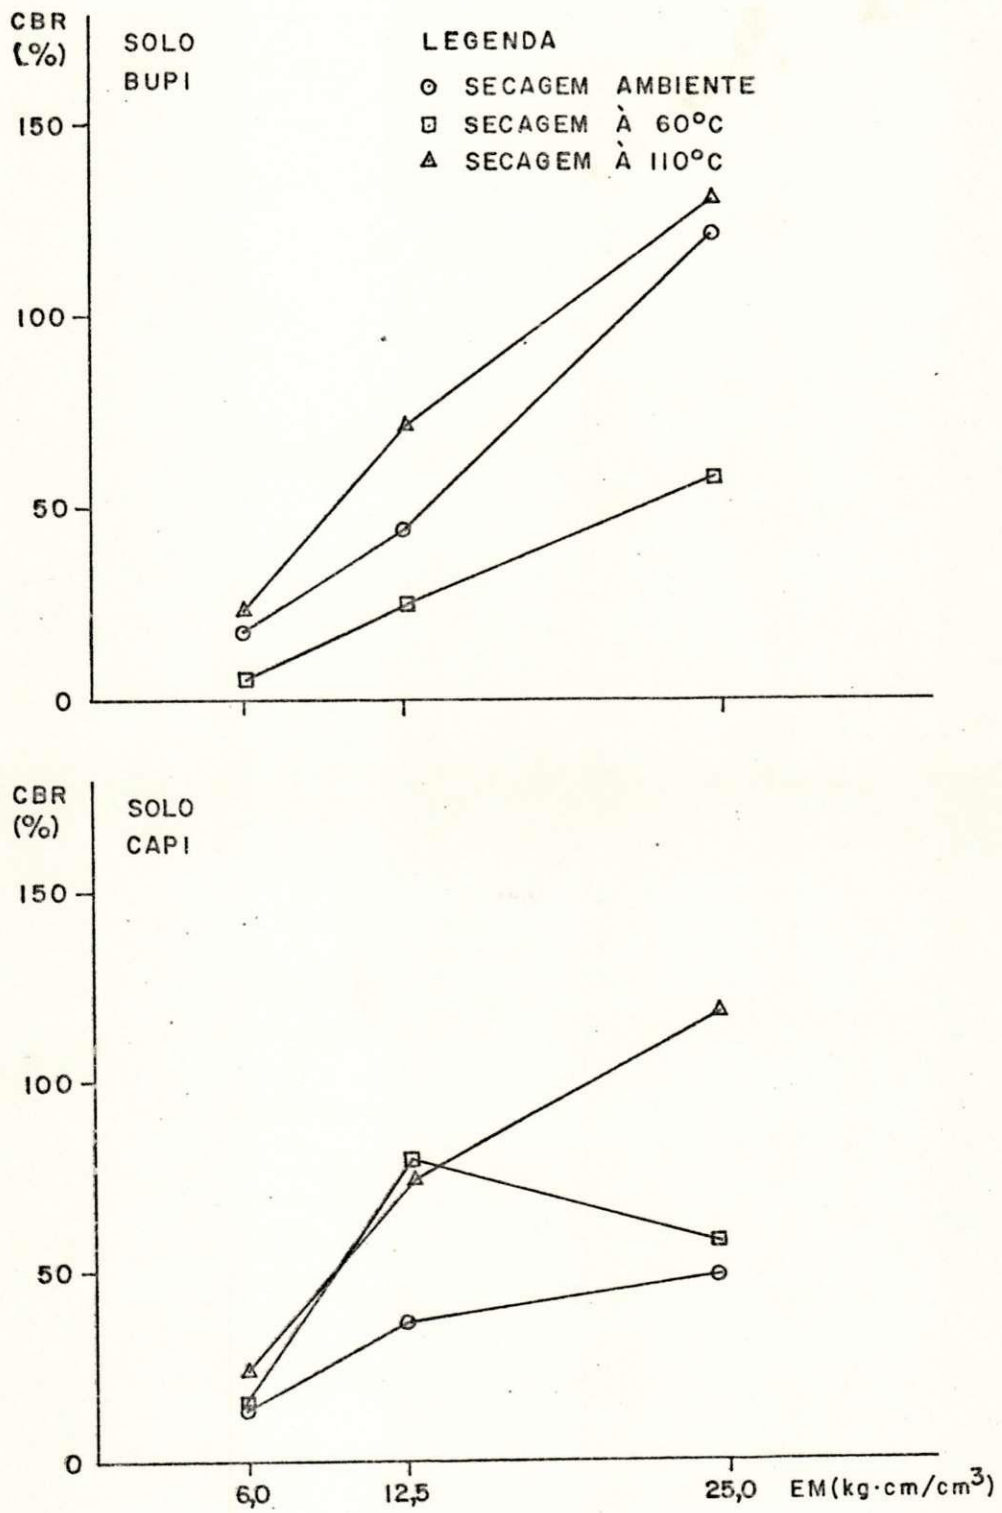 CBR
(%)
SOLO
BUPI
LEGENDA
SECAGEM AMBIENTE
SECAGEM À 60°C
SECAGEM À 110°C
150
100
50
0
CBR
(%)
SOLO
CAPI
150
100
50
0
6,0
12,5
25,0
EM(kg·cm/cm³)